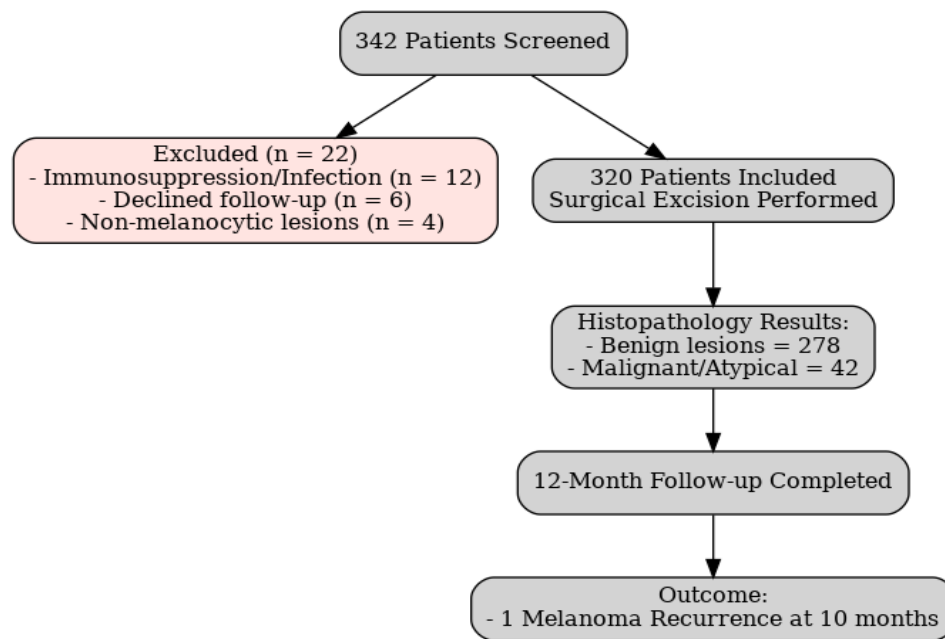 342 Patients Screened
Excluded (n = 22)
- Immunosuppression/Infection (n = 12)
- Declined follow-up (n = 6)
- Non-melanocytic lesions (n = 4)
320 Patients Included
Surgical Excision Performed
Histopathology Results:
- Benign lesions = 278
- Malignant/Atypical = 42
12-Month Follow-up Completed
Outcome:
- 1 Melanoma Recurrence at 10 months